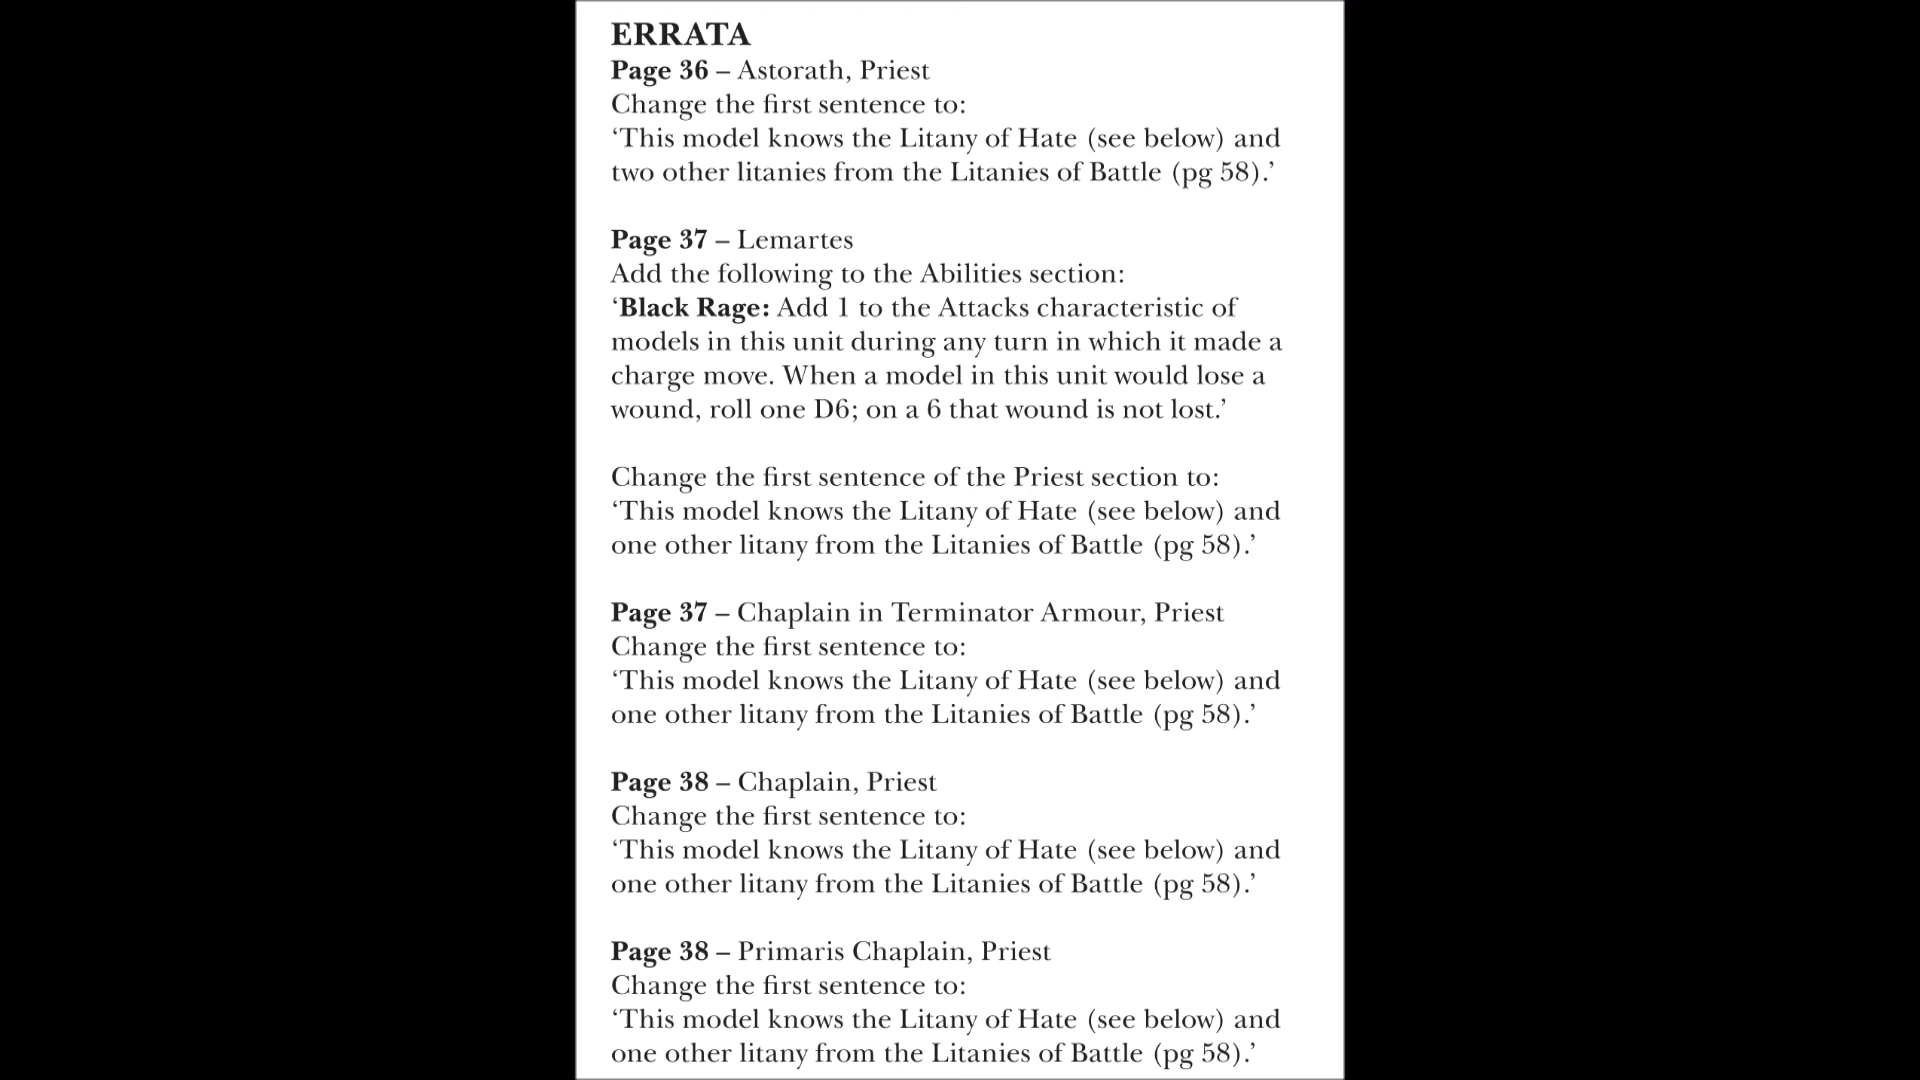 ERRATA
Page 36 – Astorath, Priest
Change the first sentence to:
‘This model knows the Litany of Hate (see below) and
two other litanies from the Litanies of Battle (pg 58).’
Page 37 – Lemartes
Add the following to the Abilities section:
‘Black Rage: Add 1 to the Attacks characteristic of
models in this unit during any turn in which it made a
charge move. When a model in this unit would lose a
wound, roll one D6; on a 6 that wound is not lost.’
Change the first sentence of the Priest section to:
‘This model knows the Litany of Hate (see below) and
one other litany from the Litanies of Battle (pg 58).’
Page 37 – Chaplain in Terminator Armour, Priest
Change the first sentence to:
‘This model knows the Litany of Hate (see below) and
one other litany from the Litanies of Battle (pg 58).’
Page 38 – Chaplain, Priest
Change the first sentence to:
‘This model knows the Litany of Hate (see below) and
one other litany from the Litanies of Battle (pg 58).’
Page 38 – Primaris Chaplain, Priest
Change the first sentence to:
‘This model knows the Litany of Hate (see below) and
one other litany from the Litanies of Battle (pg 58).’